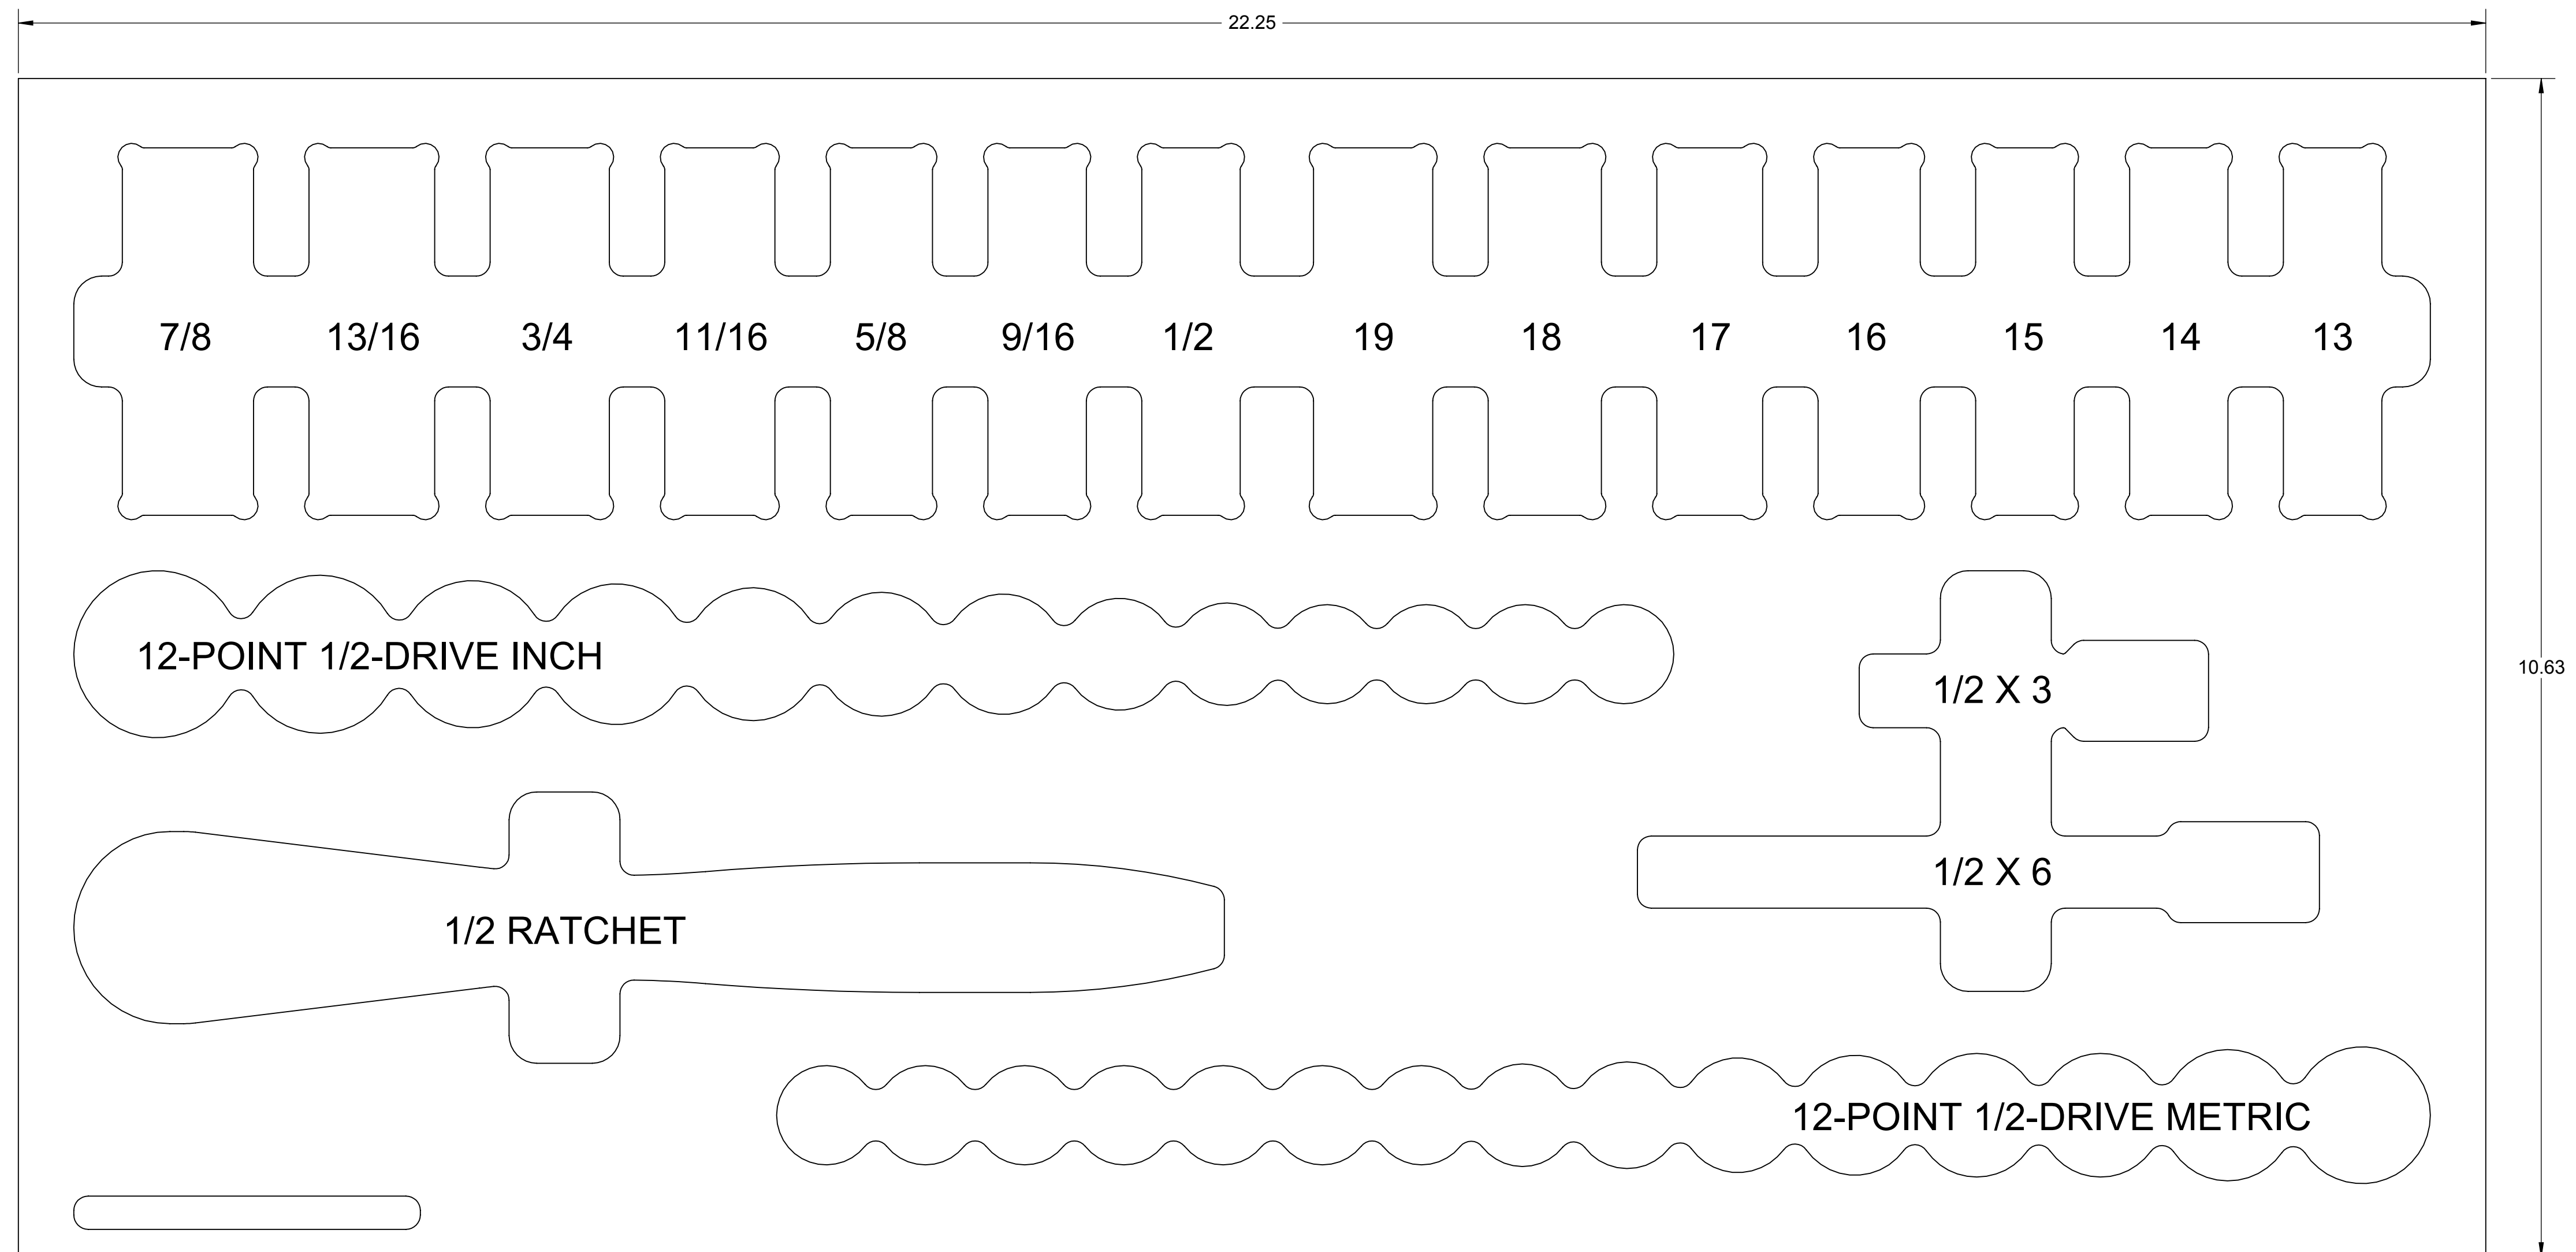 22.25
7/8 13/16 3/4 11/16 5/8 9/16 1/2 19 18 17 16 15 14 13
12-POINT 1/2-DRIVE INCH
10.63
1/2 X 3
1/2 X 6
1/2 RATCHET
12-POINT 1/2-DRIVE METRIC